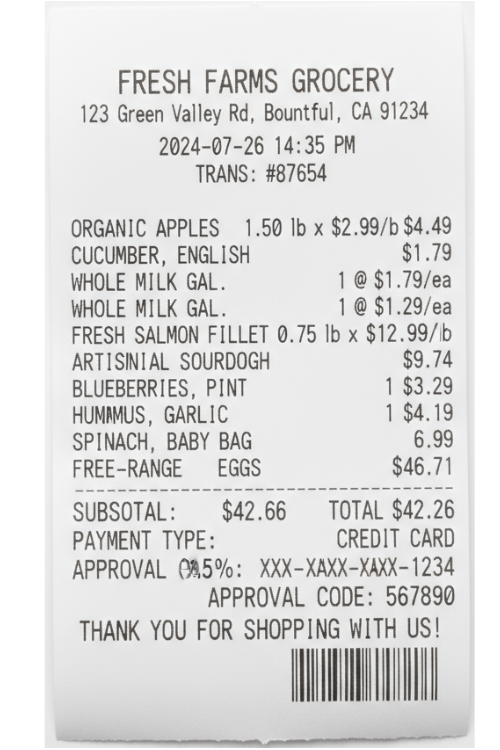 FRESH FARMS GROCERY
123 Green Valley Rd, Bountful, CA 91234
2024-07-26 14:35 PM
TRANS: #87654
ORGANIC APPLES 1.50 lb x $2.99/b $4.49
CUCUMBER, ENGLISH $1.79
WHOLE MILK GAL. 1 @ $1.79/ea
WHOLE MILK GAL. 1 @ $1.29/ea
FRESH SALMON FILLET 0.75 lb x $12.99/lb
ARTISINIAL SOURDOGH $9.74
BLUEBERRIES, PINT 1 $3.29
HUMMUS, GARLIC 1 $4.19
SPINACH, BABY BAG 6.99
FREE-RANGE EGGS $46.71
SUBSOTAL: $42.66 TOTAL $42.26
PAYMENT TYPE: CREDIT CARD
APPROVAL XXX-XAXX-XAXX-1234
APPROVAL CODE: 567890
THANK YOU FOR SHOPPING WITH US!